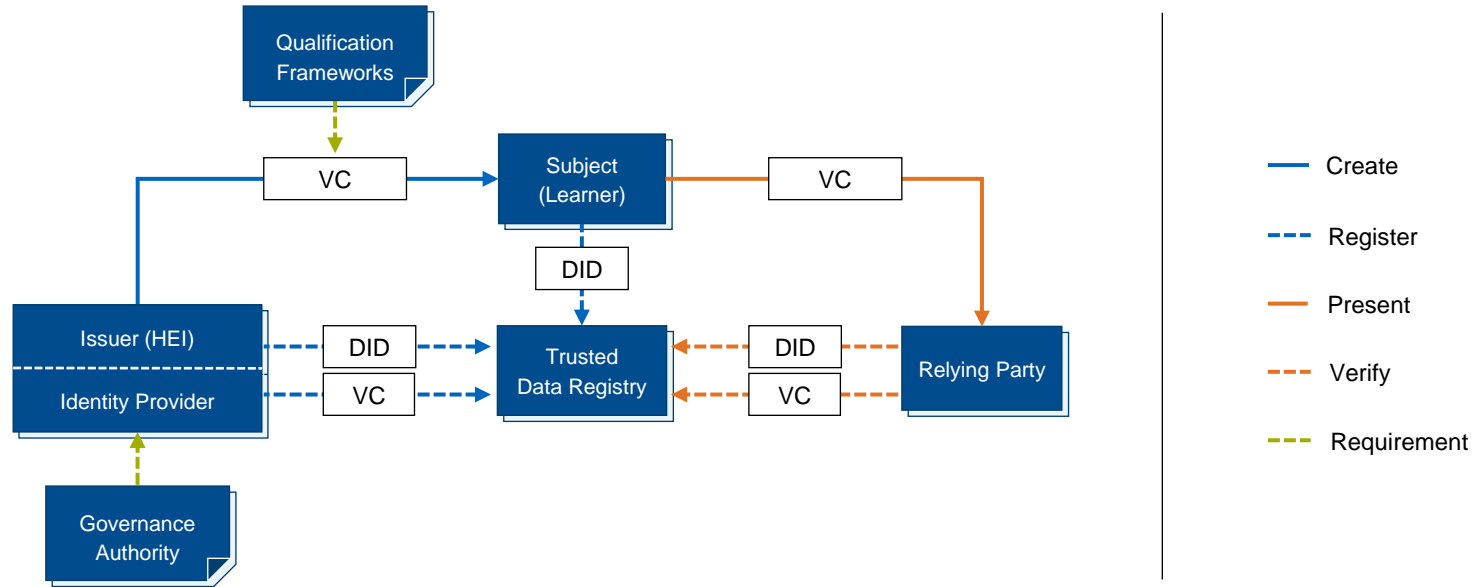 Qualification
Frameworks
VC
Subject
(Learner)
VC
DID
Issuer (HEI)
Identity Provider
DID
VC
Trusted
Data Registry
DID
VC
Relying Party
Governance
Authority
Create
Register
Present
Verify
Requirement